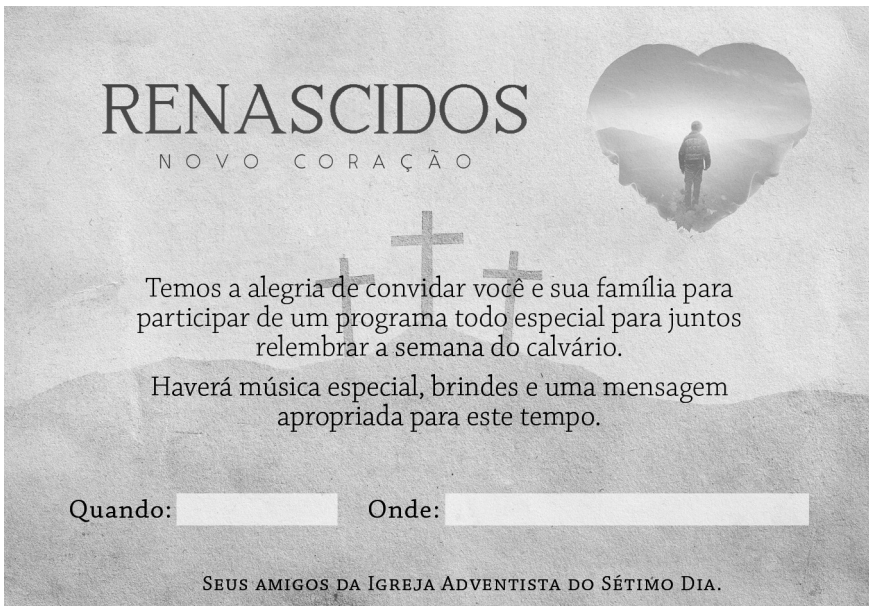 RENASCIDOS
NOVO CORAÇÃO
Temos a alegria de convidar você e sua família para
participar de um programa todo especial para juntos
relembrar a semana do calvário.
Haverá música especial, brindes e uma mensagem
apropriada para este tempo.
Quando: Onde:
Seus amigos da Igreja Adventista do Sétimo Dia.